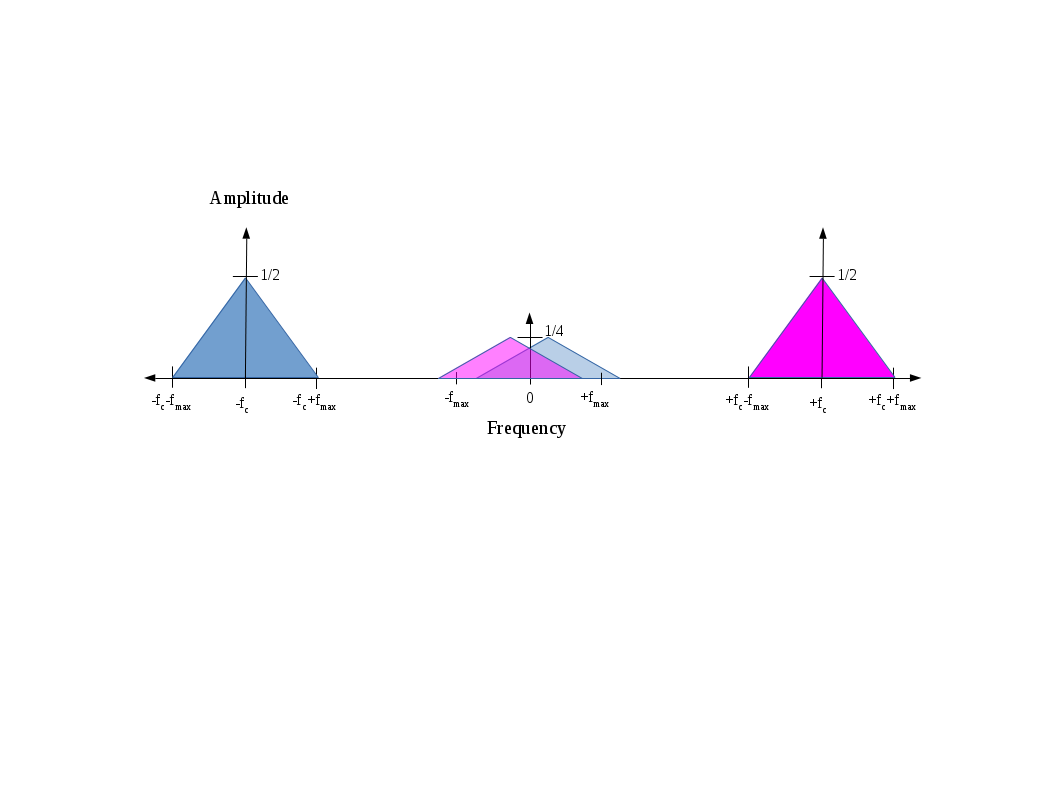 Amplitude
1/2
1/2
1/4
-fc-fmax
-fc
-fc+fmax
-fmax
0
+fmax
+fc-fmax
+fc
+fc+fmax
Frequency